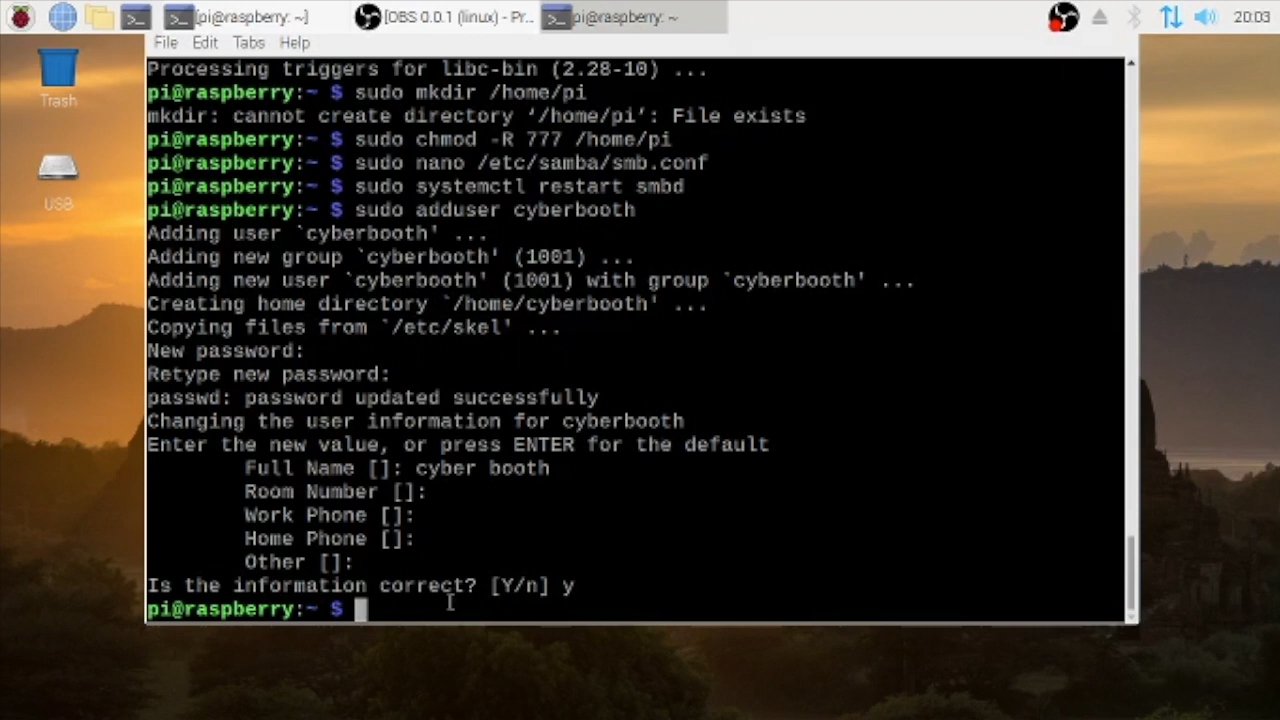 [pi@raspberry: ~]
[OBS 0.0.1 (linux) - Pr...
pi@raspberry: ~
20:03
File Edit Tabs Help
Trash
USB
Processing triggers for libc-bin (2.28-10) ...
pi@raspberry:~ $ sudo mkdir /home/pi
mkdir: cannot create directory ‘/home/pi’: File exists
pi@raspberry:~ $ sudo chmod -R 777 /home/pi
pi@raspberry:~ $ sudo nano /etc/samba/smb.conf
pi@raspberry:~ $ sudo systemctl restart smbd
pi@raspberry:~ $ sudo adduser cyberbooth
Adding user `cyberbooth' ...
Adding new group `cyberbooth' (1001) ...
Adding new user `cyberbooth' (1001) with group `cyberbooth' ...
Creating home directory `/home/cyberbooth' ...
Copying files from `/etc/skel' ...
New password:
Retype new password:
passwd: password updated successfully
Changing the user information for cyberbooth
Enter the new value, or press ENTER for the default
Full Name []: cyber booth
Room Number []:
Work Phone []:
Home Phone []:
Other []:
Is the information correct? [Y/n] y
pi@raspberry:~ $